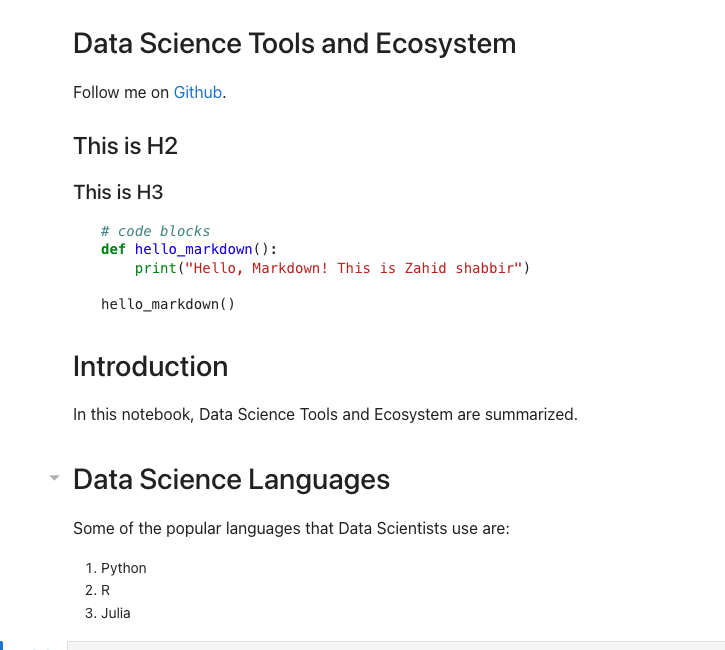 Data Science Tools and Ecosystem
Follow me on Github.
This is H2
This is H3
# code blocks
def hello_markdown():
    print("Hello, Markdown! This is Zahid shabbir")
hello_markdown()
Introduction
In this notebook, Data Science Tools and Ecosystem are summarized.
Data Science Languages
Some of the popular languages that Data Scientists use are:
1. Python
2. R
3. Julia